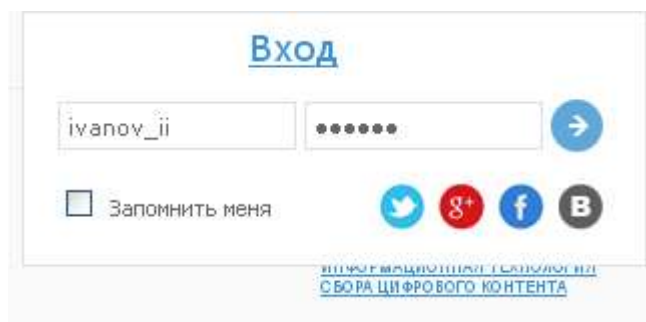 Вход
ivanov_ii
Запомнить меня
g+ f B
ИНФОРМАЦИОННАЯ ТЕХНОЛОГИЯ
СБОРА ЦИФРОВОГО КОНТЕНТА